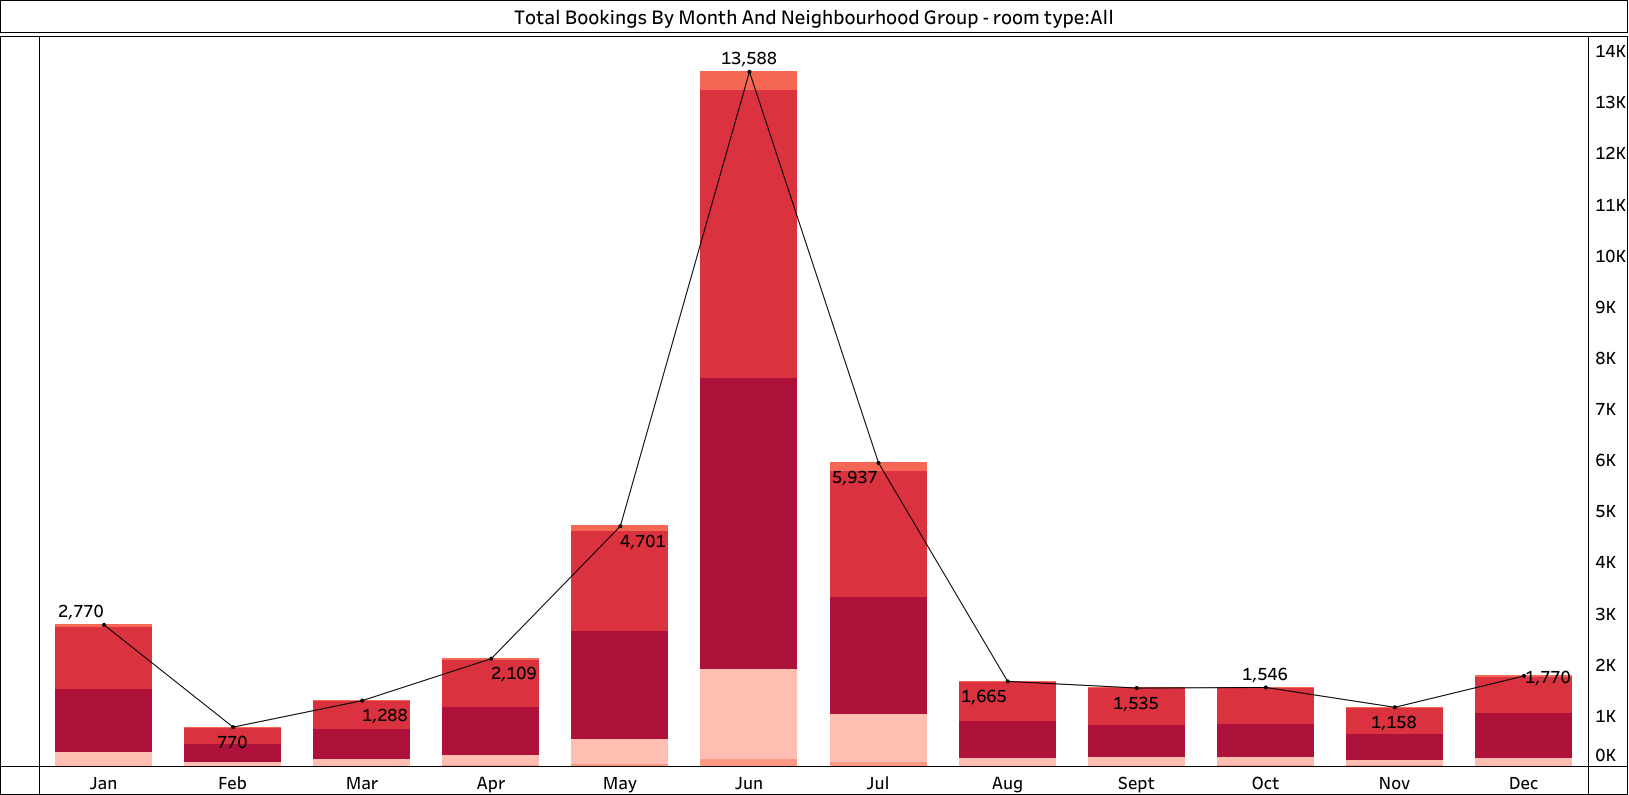 Total Bookings By Month And Neighbourhood Group - room type:All
13,588
14K
13K
12K
11K
10K
9K
8K
7K
6K
5,937
5K
4,701
4K
2,770
3K
2,109
2K
1,770
1,546
1,665
1,535
1,288
1,158
1K
770
0K
Jan Feb Mar Apr May Jun Jul Aug Sept Oct Nov Dec